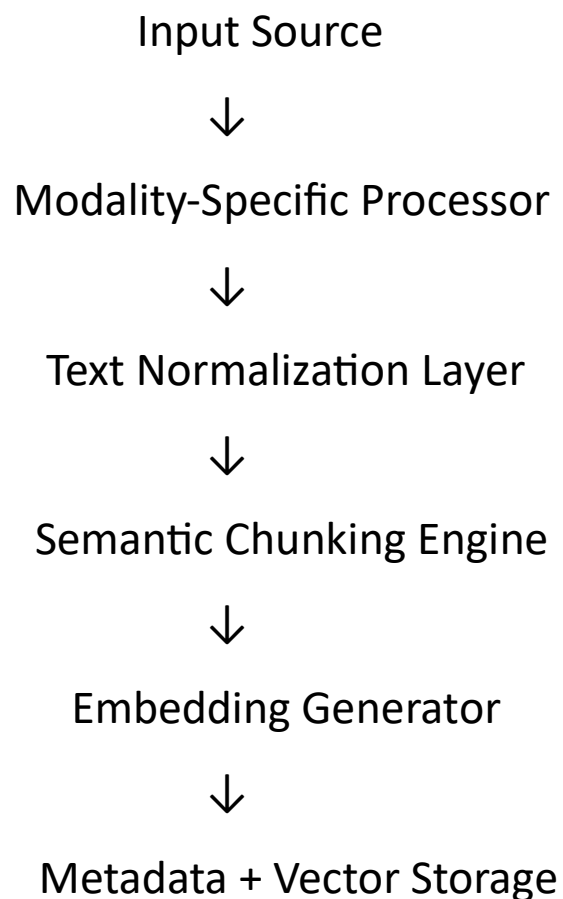 Input Source
↓
Modality-Specific Processor
↓
Text Normalization Layer
↓
Semantic Chunking Engine
↓
Embedding Generator
↓
Metadata + Vector Storage